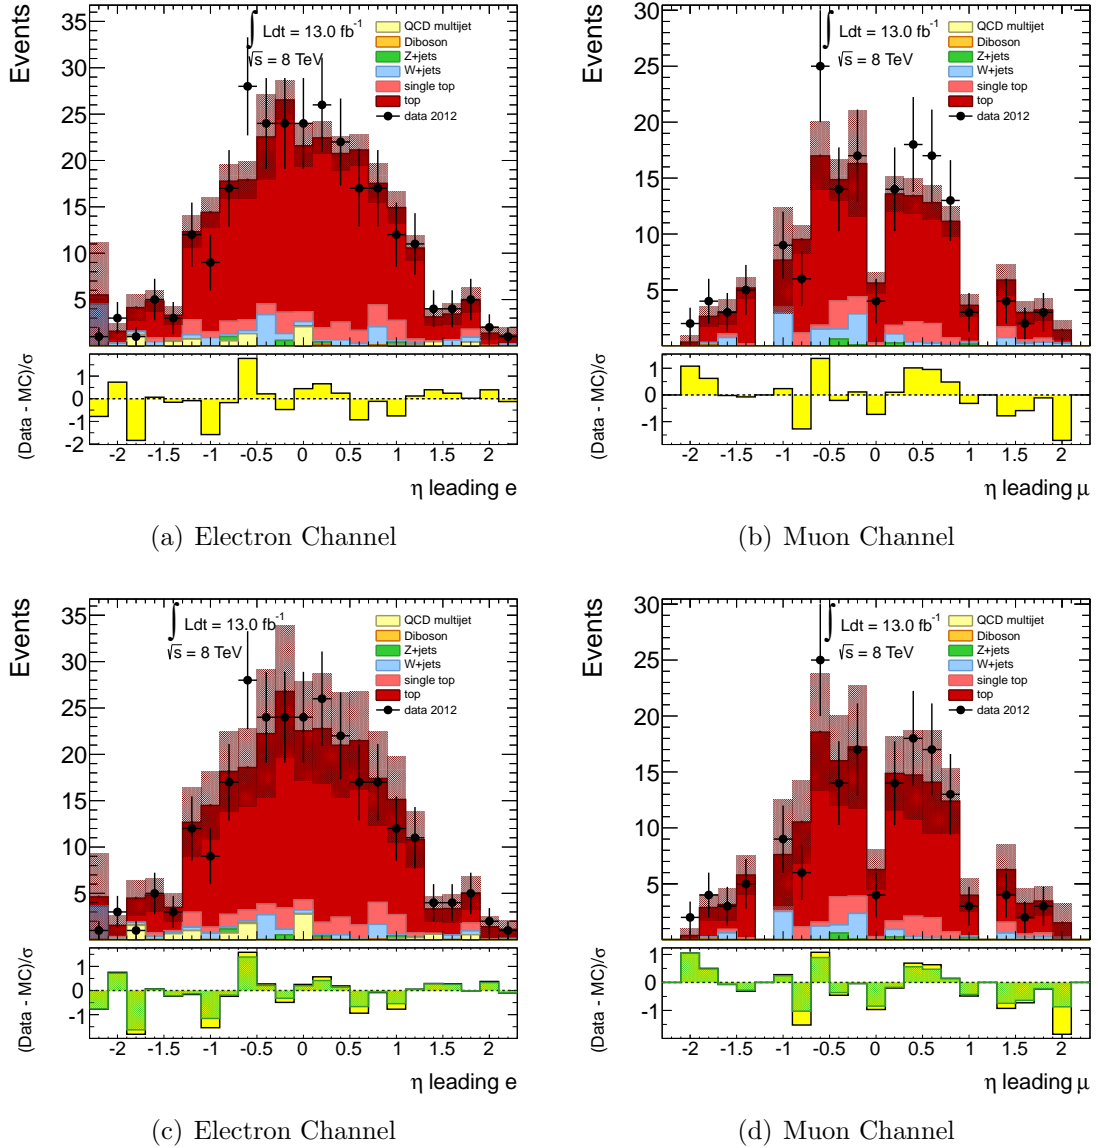 Events
35
30
25
20
15
10
5
∫ Ldt = 13.0 fb⁻¹
√s = 8 TeV
QCD multijet
Diboson
Z+jets
W+jets
single top
top
data 2012
(Data - MC)/σ
1
0
-1
-2
-2 -1.5 -1 -0.5 0 0.5 1 1.5 2
η leading e
(a) Electron Channel
Events
30
25
20
15
10
5
∫ Ldt = 13.0 fb⁻¹
√s = 8 TeV
QCD multijet
Diboson
Z+jets
W+jets
single top
top
data 2012
(Data - MC)/σ
1
0
-1
-2 -1.5 -1 -0.5 0 0.5 1 1.5 2
η leading μ
(b) Muon Channel
Events
35
30
25
20
15
10
5
∫ Ldt = 13.0 fb⁻¹
√s = 8 TeV
QCD multijet
Diboson
Z+jets
W+jets
single top
top
data 2012
(Data - MC)/σ
1
0
-1
-2 -1.5 -1 -0.5 0 0.5 1 1.5 2
η leading e
(c) Electron Channel
Events
30
25
20
15
10
5
∫ Ldt = 13.0 fb⁻¹
√s = 8 TeV
QCD multijet
Diboson
Z+jets
W+jets
single top
top
data 2012
(Data - MC)/σ
1
0
-1
-2 -1.5 -1 -0.5 0 0.5 1 1.5 2
η leading μ
(d) Muon Channel